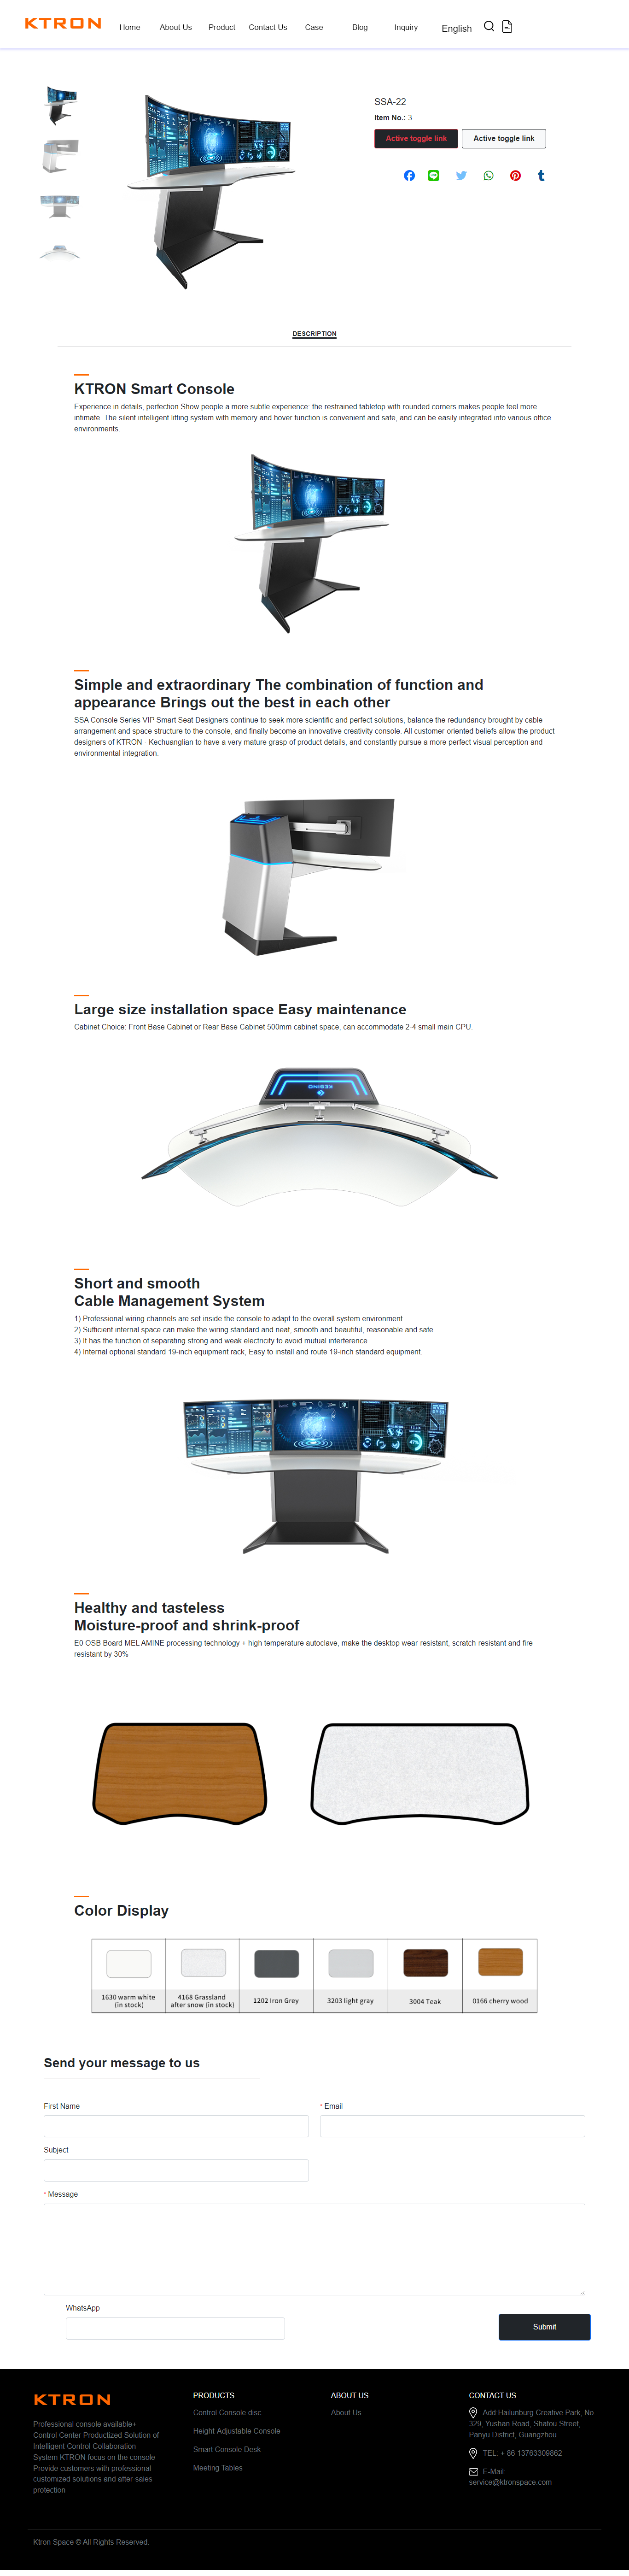 KTRON
Home About Us Product Contact Us Case Blog Inquiry English
SSA-22
Item No.: 3
Active toggle link Active toggle link
DESCRIPTION
KTRON Smart Console
Experience in details, perfection Show people a more subtle experience: the restrained tabletop with rounded corners makes people feel more
intimate. The silent intelligent lifting system with memory and hover function is convenient and safe, and can be easily integrated into various office
environments.
Simple and extraordinary The combination of function and
appearance Brings out the best in each other
SSA Console Series VIP Smart Seat Designers continue to seek more scientific and perfect solutions, balance the redundancy brought by cable
arrangement and space structure to the console, and finally become an innovative creativity console. All customer-oriented beliefs allow the product
designers of KTRON · Kechuanglian to have a very mature grasp of product details, and constantly pursue a more perfect visual perception and
environmental integration.
Large size installation space Easy maintenance
Cabinet Choice: Front Base Cabinet or Rear Base Cabinet 500mm cabinet space, can accommodate 2-4 small main CPU.
Short and smooth
Cable Management System
1) Professional wiring channels are set inside the console to adapt to the overall system environment
2) Sufficient internal space can make the wiring standard and neat, smooth and beautiful, reasonable and safe
3) It has the function of separating strong and weak electricity to avoid mutual interference
4) Internal optional standard 19-inch equipment rack, Easy to install and route 19-inch standard equipment.
Healthy and tasteless
Moisture-proof and shrink-proof
E0 OSB Board MEL AMINE processing technology + high temperature autoclave, make the desktop wear-resistant, scratch-resistant and fire-
resistant by 30%
Color Display
1630 warm white
(in stock)
4168 Grassland
after snow (in stock)
1202 Iron Grey
3203 light gray
3004 Teak
0166 cherry wood
Send your message to us
First Name
* Email
Subject
* Message
WhatsApp
Submit
KTRON
Professional console available+
Control Center Productized Solution of
Intelligent Control Collaboration
System KTRON focus on the console
Provide customers with professional
customized solutions and after-sales
protection
PRODUCTS
Control Console disc
Height-Adjustable Console
Smart Console Desk
Meeting Tables
ABOUT US
About Us
CONTACT US
Add:Hailunburg Creative Park, No
329, Yushan Road, Shatou Street,
Panyu District, Guangzhou
TEL: + 86 13763309862
E-Mail:
service@ktronspace.com
Ktron Space © All Rights Reserved.